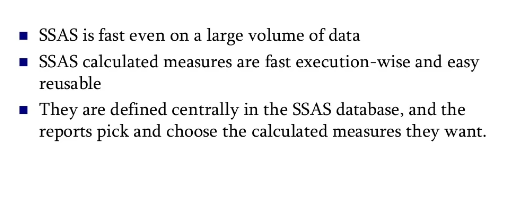 SSAS is fast even on a large volume of data
SSAS calculated measures are fast execution-wise and easy
reusable
They are defined centrally in the SSAS database, and the
reports pick and choose the calculated measures they want.